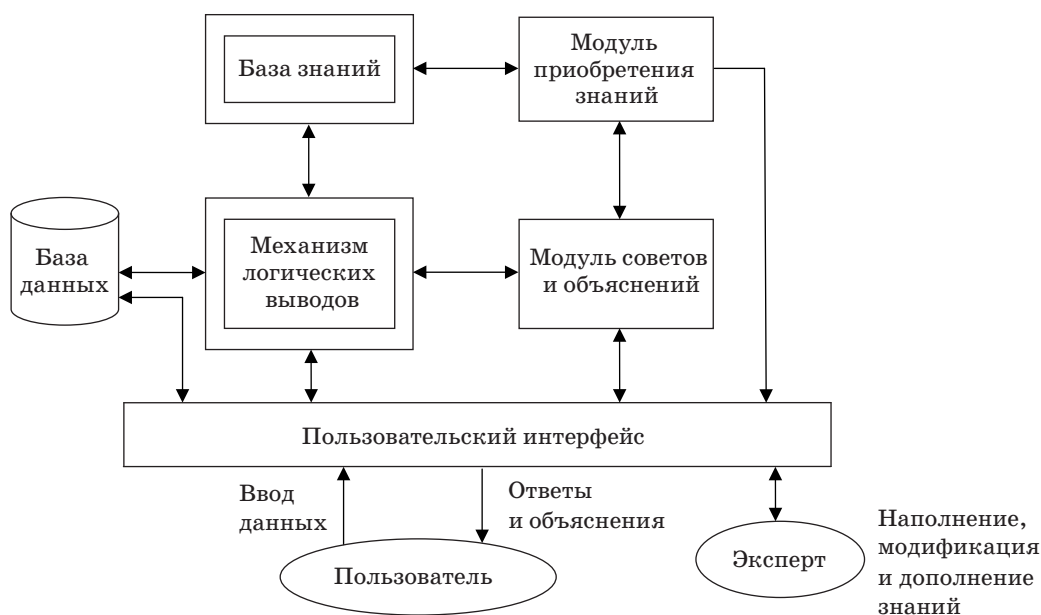 База знаний
Модуль
приобретения
знаний
База
данных
Механизм
логических
выводов
Модуль советов
и объяснений
Пользовательский интерфейс
Ввод
данных
Ответы
и объяснения
Пользователь
Эксперт
Наполнение,
модификация
и дополнение
знаний